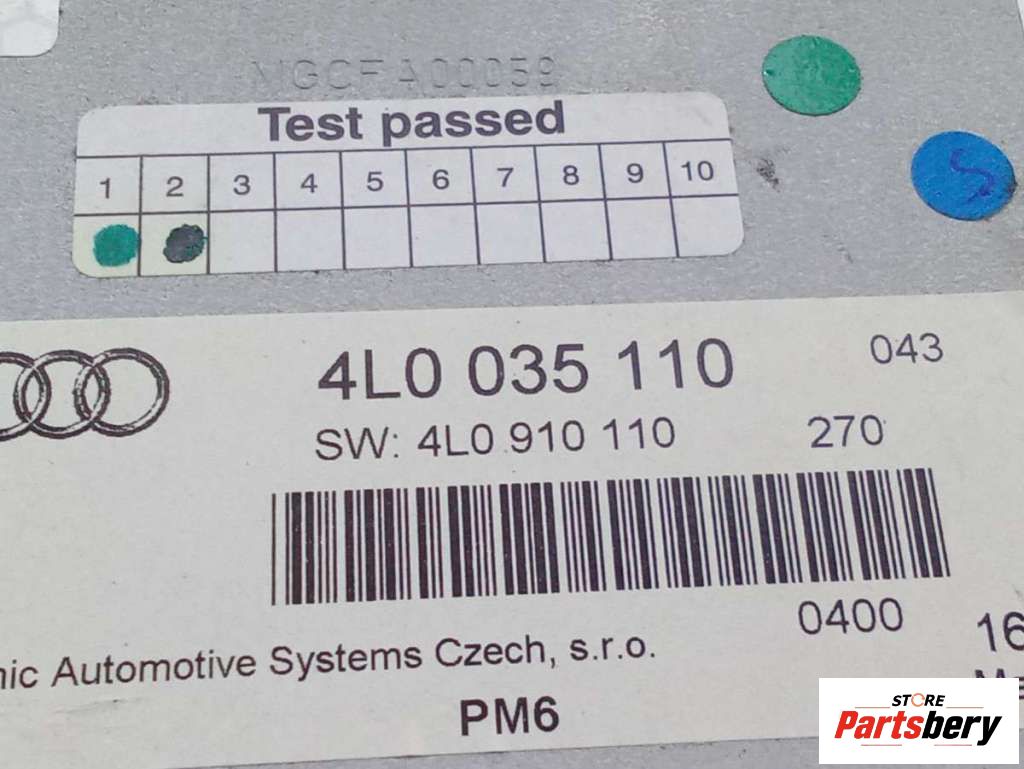 Test passed
1 2 3 4 5 6 7 8 9 10
4L0 035 110 043
SW: 4L0 910 110 270
0400 16
Automotive Systems Czech, s.r.o.
PM6
STORE
Partsbery